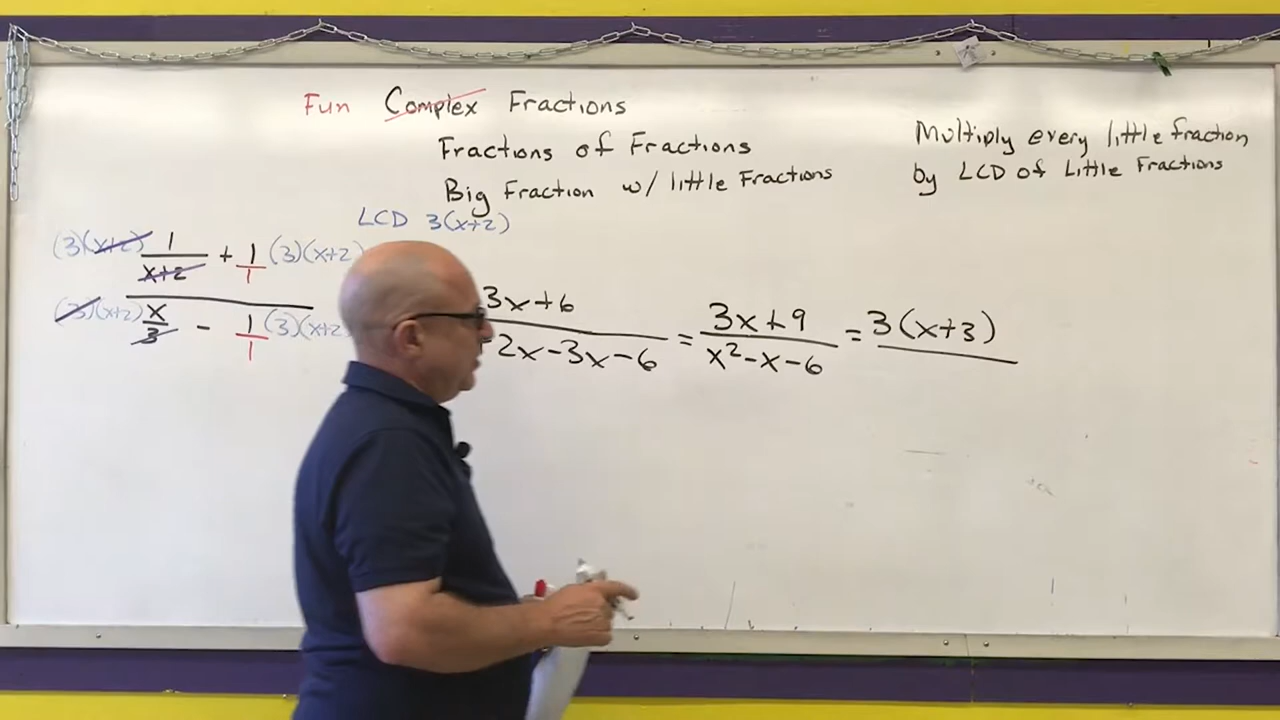 Fun Complex Fractions
Fractions of Fractions
Big Fraction w/ little Fractions
Multiply every little fraction
by LCD of Little Fractions
LCD 3(x+2)
(3)(x+2) 1 + 1 (3)(x+2)
x+2 1
(3)(x+2) x - 1 (3)(x+2)
3 1
3x+6 = 3x+9 = 3(x+3)
2x-3x-6 x²-x-6